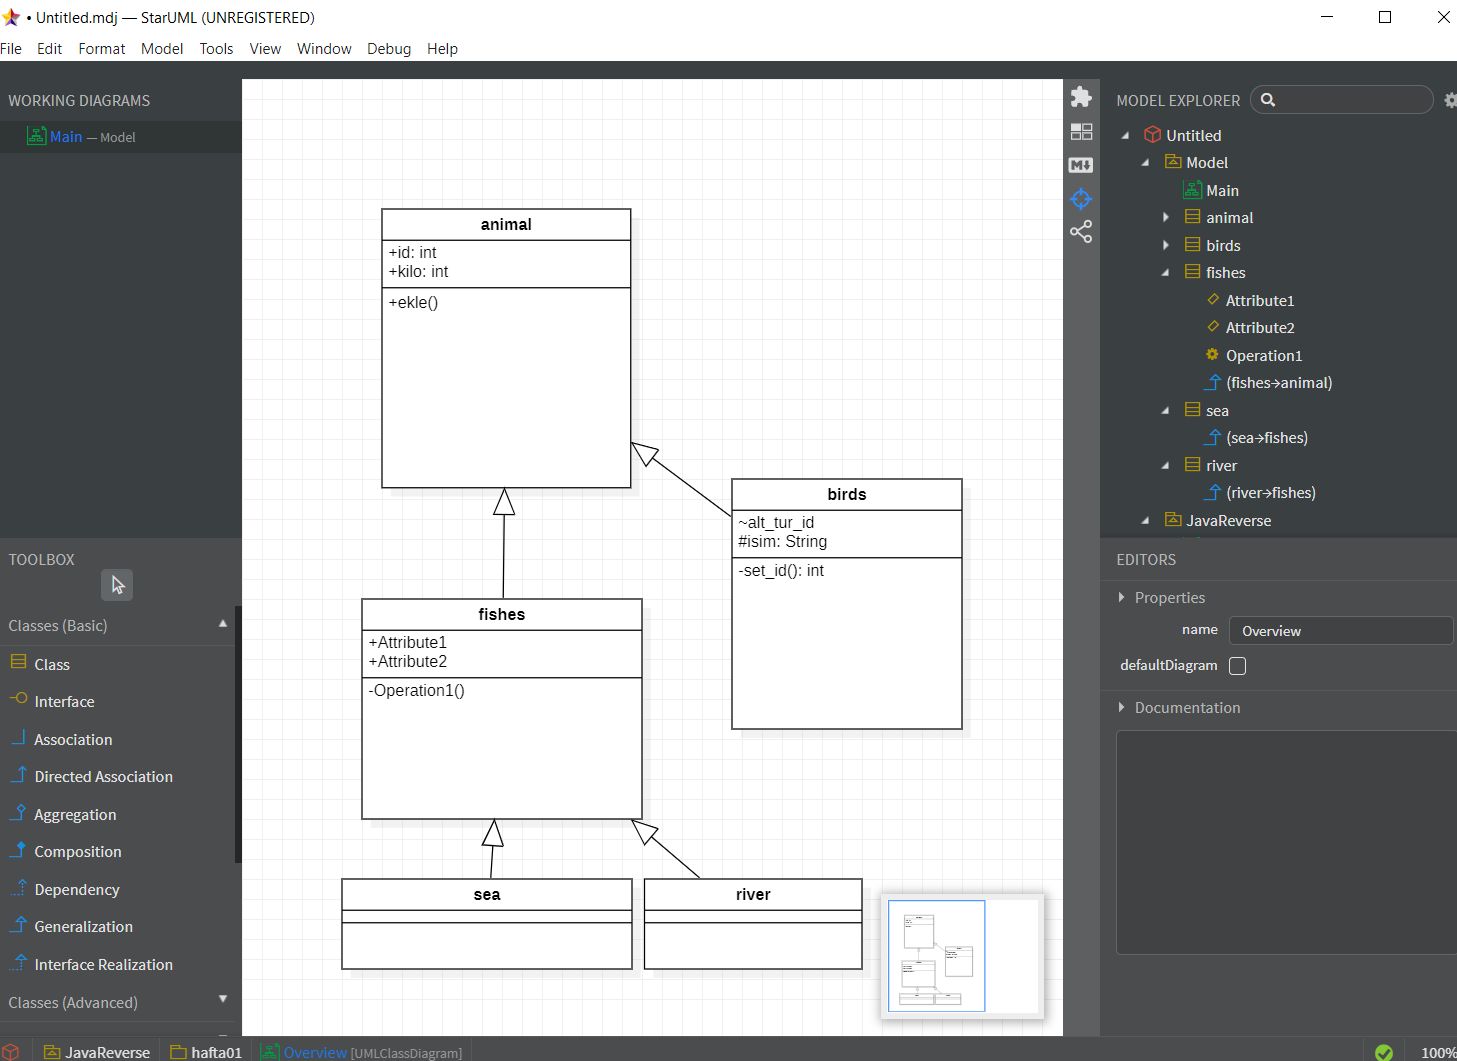 • Untitled.mdj — StarUML (UNREGISTERED)
File Edit Format Model Tools View Window Debug Help
WORKING DIAGRAMS
Main — Model
TOOLBOX
Classes (Basic)
Class
Interface
Association
Directed Association
Aggregation
Composition
Dependency
Generalization
Interface Realization
Classes (Advanced)
animal
+id: int
+kilo: int
+ekle()
birds
~alt_tur_id
#isim: String
-set_id(): int
fishes
+Attribute1
+Attribute2
-Operation1()
sea
river
M
MODEL EXPLORER
Untitled
Model
Main
animal
birds
fishes
Attribute1
Attribute2
Operation1
(fishes→animal)
sea
(sea→fishes)
river
(river→fishes)
JavaReverse
EDITORS
Properties
name Overview
defaultDiagram
Documentation
JavaReverse hafta01 Overview [UMLClassDiagram] 100%